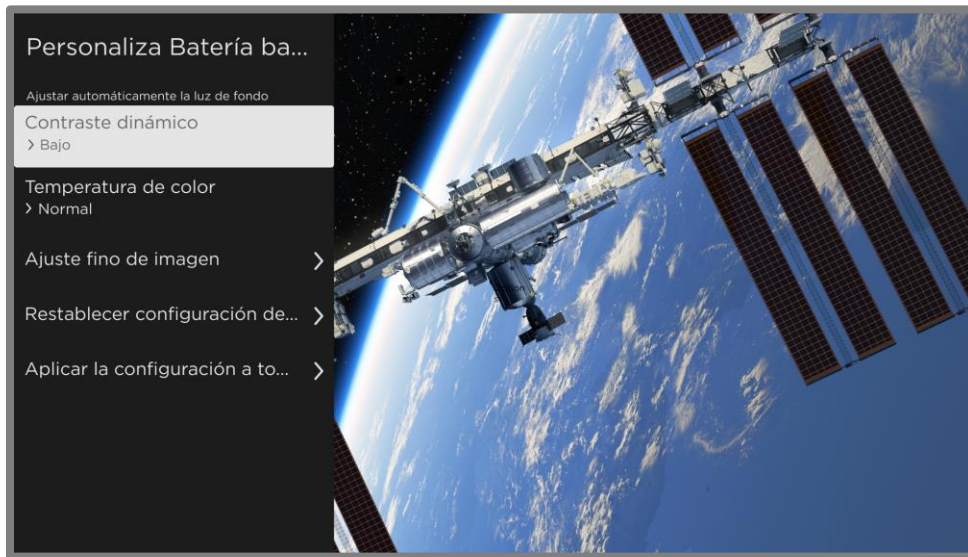 Personaliza Batería ba...
Ajustar automáticamente la luz de fondo
Contraste dinámico
> Bajo
Temperatura de color
> Normal
Ajuste fino de imagen >
Restablecer configuración de... >
Aplicar la configuración a to... >